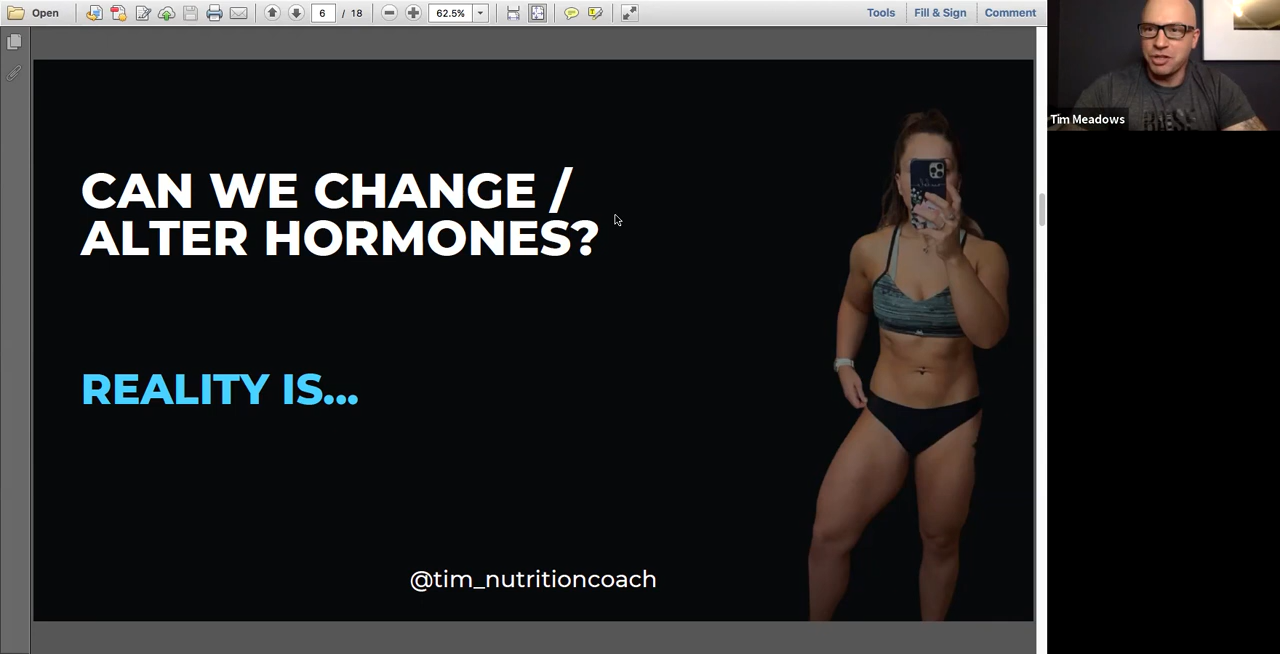 Open
6
/ 18
62.5%
Tools
Fill & Sign
Comment
CAN WE CHANGE /
ALTER HORMONES?
REALITY IS...
@tim_nutritioncoach
Tim Meadows